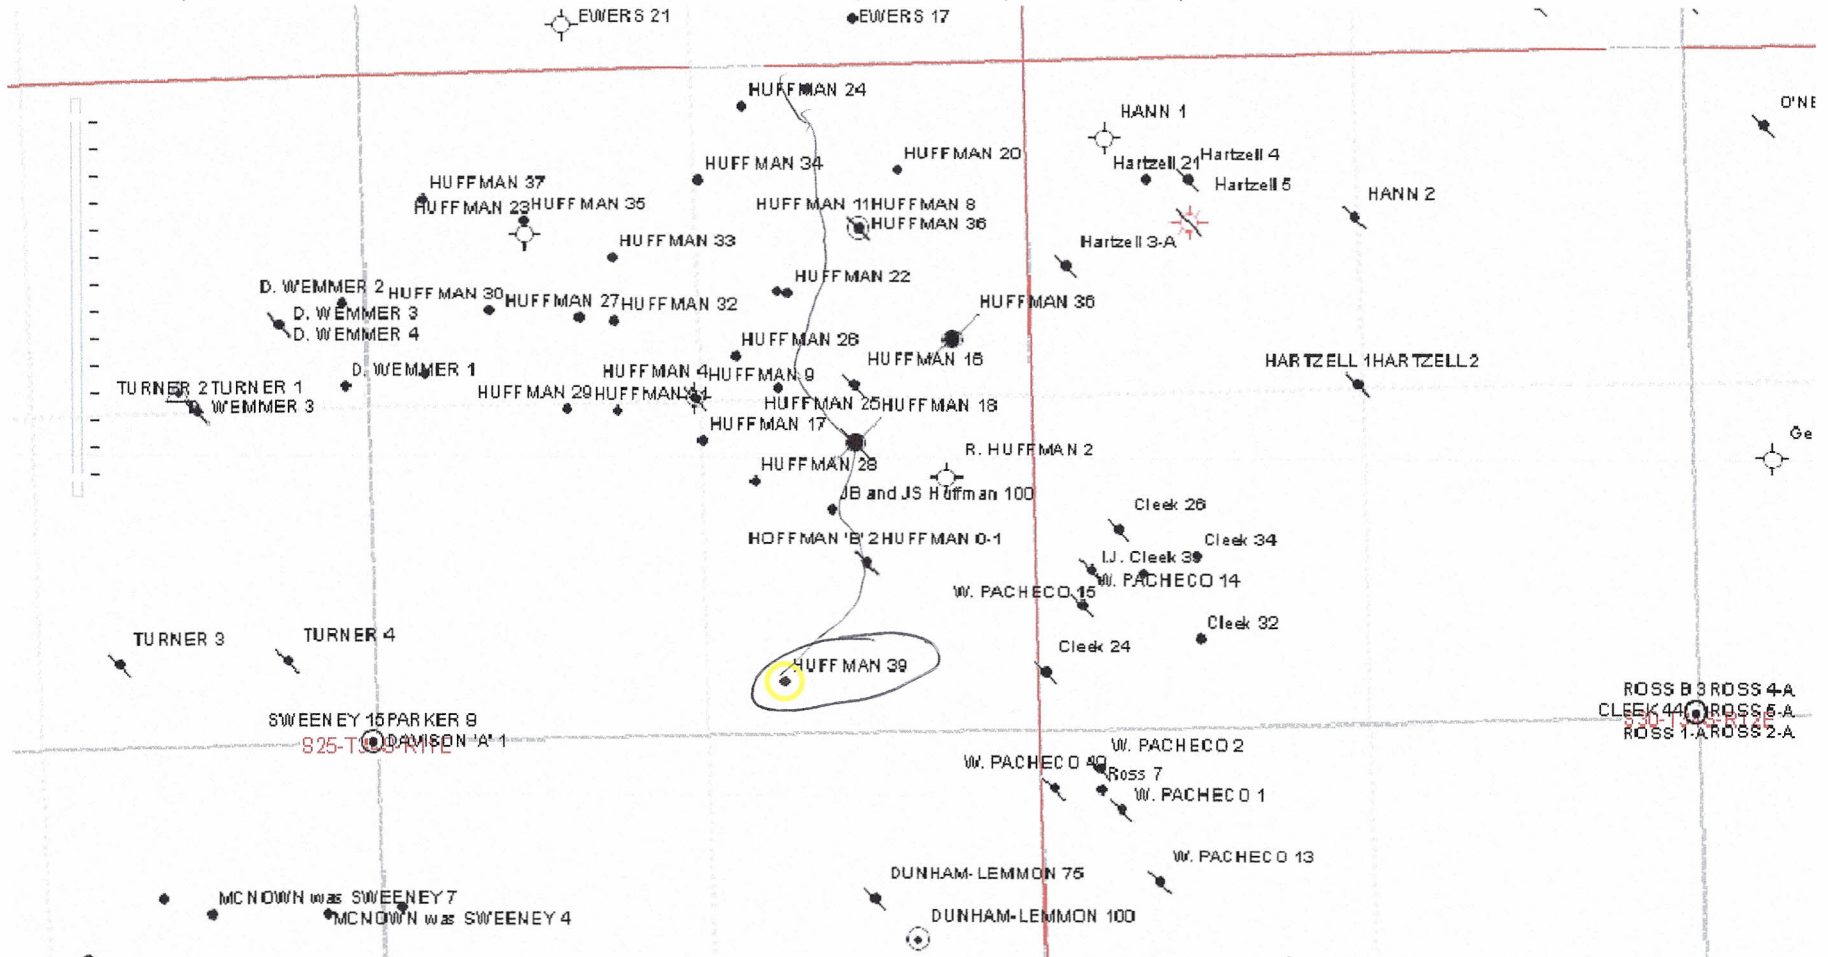 EWERS 21
EWERS 17
HUFFMAN 24
HANN 1
O'NE
HUFFMAN 20
Hartzell 4
HUFFMAN 34
Hartzell 21
Hartzell 5
HUFFMAN 37
HANN 2
HUFFMAN 23 HUFFMAN 35
HUFFMAN 11 HUFFMAN 8
HUFFMAN 36
HUFFMAN 33
Hartzell 3-A
HUFFMAN 22
D. WEMMER 2 HUFFMAN 30
HUFFMAN 27 HUFFMAN 32
HUFFMAN 36
D. WEMMER 3
D. WEMMER 4
HUFFMAN 26
HUFFMAN 16
HARTZELL 1 HARTZELL 2
D. WEMMER 1
HUFFMAN 4 HUFFMAN 9
TURNER 2 TURNER 1
HUFFMAN 29 HUFFMAN
WEMMER 3
HUFFMAN 25 HUFFMAN 18
HUFFMAN 17
Ge
R. HUFFMAN 2
HUFFMAN 28
JB and JS Huffman 100
Cleek 26
HOFFMAN 'B' 2 HUFFMAN 0-1
Cleek 34
I.J. Cleek 39
W. PACHECO 14
W. PACHECO 15
Cleek 32
TURNER 3
TURNER 4
Cleek 24
HUFFMAN 39
ROSS B 3 ROSS 4-A
CLEEK 44 ROSS 5-A
SWEENEY 15 PARKER 9
DAVISON 'A' 1
ROSS 1-A ROSS 2-A
W. PACHECO 2
W. PACHECO
Ross 7
W. PACHECO 1
W. PACHECO 13
DUNHAM-LEMMON 75
MCNOWN was SWEENEY 7
MCNOWN was SWEENEY 4
DUNHAM-LEMMON 100